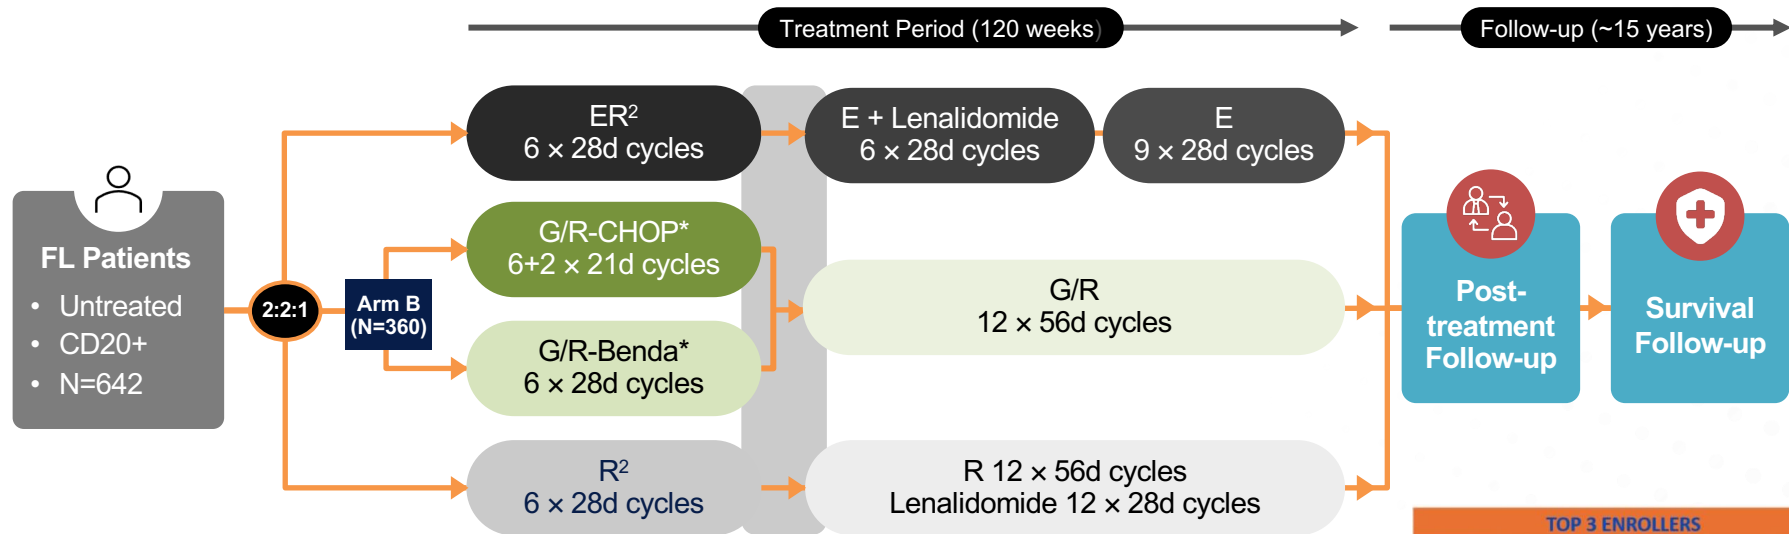 Treatment Period (120 weeks)
Follow-up (~15 years)
FL Patients
• Untreated
• CD20+
• N=642
2:2:1
Arm B
(N=360)
ER²
6 × 28d cycles
E + Lenalidomide
6 × 28d cycles
E
9 × 28d cycles
G/R-CHOP*
6+2 × 21d cycles
G/R-Benda*
6 × 28d cycles
G/R
12 × 56d cycles
R²
6 × 28d cycles
R 12 × 56d cycles
Lenalidomide 12 × 28d cycles
Post-
treatment
Follow-up
Survival
Follow-up
TOP 3 ENROLLERS